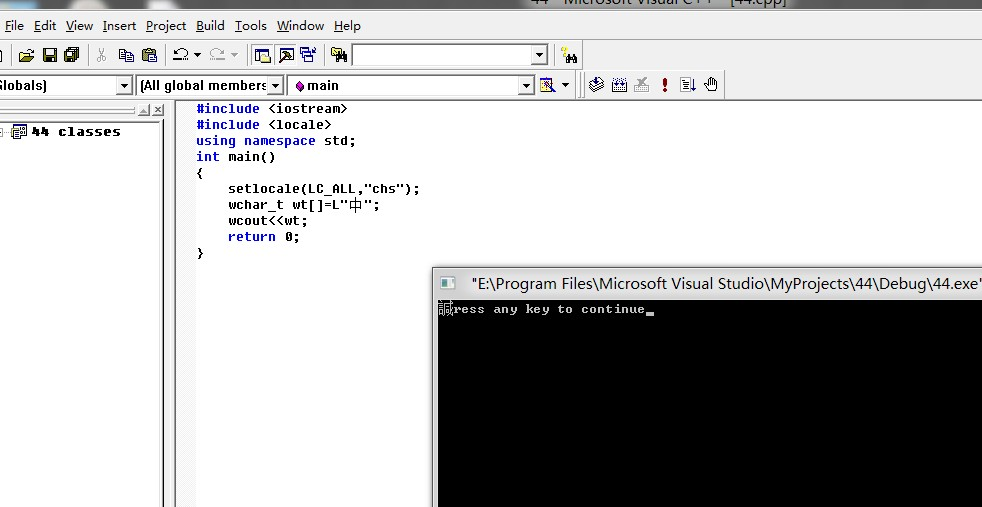 44 - Microsoft Visual C++ - [44.cpp]
File Edit View Insert Project Build Tools Window Help
Globals) (All global members main
44 classes
#include <iostream>
#include <locale>
using namespace std;
int main()
{
setlocale(LC_ALL,"chs");
wchar_t wt[]=L"中";
wcout<<wt;
return 0;
}
"E:\Program Files\Microsoft Visual Studio\MyProjects\44\Debug\44.exe"
ress any key to continue_